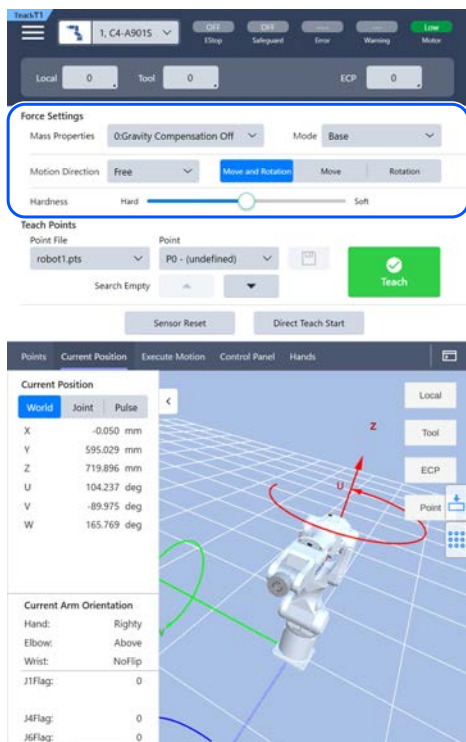 TeachT1
1, C4-A901S
OFF OFF ---- --- Low
EStop Safeguard Error Warning Motor
Local 0 Tool 0 ECP 0
Force Settings
Mass Properties 0:Gravity Compensation Off Mode Base
Motion Direction Free Move and Rotation Move Rotation
Hardness Hard Soft
Teach Points
Point File Point
robot1.pts P0 - (undefined)
Search Empty Teach
Sensor Reset Direct Teach Start
Points Current Position Execute Motion Control Panel Hands
Current Position
World Joint Pulse
X -0.050 mm
Y 595.029 mm
Z 719.896 mm
U 104.237 deg
V -89.975 deg
W 165.769 deg
Local
Tool
ECP
Point
Z
U
Current Arm Orientation
Hand: Righty
Elbow: Above
Wrist: NoFlip
J1Flag: 0
J4Flag: 0
J6Flag: 0